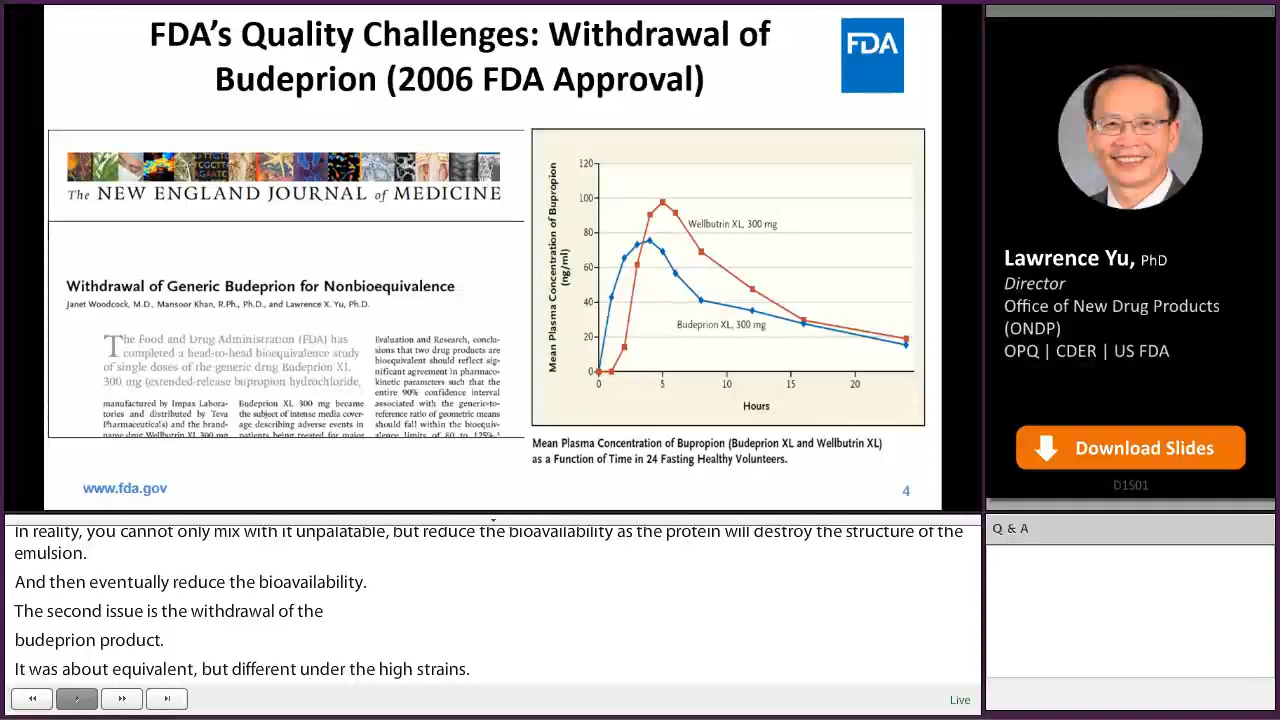 FDA's Quality Challenges: Withdrawal of
Budeprion (2006 FDA Approval)
FDA
The NEW ENGLAND JOURNAL of MEDICINE
Withdrawal of Generic Budeprion for Nonbioequivalence
Janet Woodcock, M.D., Mansoor Khan, R.Ph., Ph.D., and Lawrence X. Yu, Ph.D.
The Food and Drug Administration (FDA) has
completed a head-to-head bioequivalence study
of single doses of the generic drug Budeprion XL
300 mg (extended-release bupropion hydrochloride,
manufactured by Impax Labora-
tories and distributed by Teva
Pharmaceuticals) and the brand-
name drug Wellbutrin XL 300 mg
Budeprion XL 300 mg became
the subject of intense media cover-
age describing adverse events in
patients being treated for major
Evaluation and Research, conclu-
sions that two drug products are
bioequivalent should reflect sig-
nificant agreement in pharmaco-
kinetic parameters such that the
entire 90% confidence interval
associated with the generic-to-
reference ratio of geometric means
should fall within the bioequiv-
alence limits of 80 to 125%.
Mean Plasma Concentration of Bupropion
(ng/ml)
120
100
80
60
40
20
0
Wellbutrin XL, 300 mg
Budeprion XL, 300 mg
0
5
10
15
20
Hours
Mean Plasma Concentration of Bupropion (Budeprion XL and Wellbutrin XL)
as a Function of Time in 24 Fasting Healthy Volunteers.
www.fda.gov
4
Lawrence Yu, PhD
Director
Office of New Drug Products
(ONDP)
OPQ | CDER | US FDA
Download Slides
D1S01
In reality, you cannot only mix with it unpalatable, but reduce the bioavailability as the protein will destroy the structure of the
emulsion.
And then eventually reduce the bioavailability.
The second issue is the withdrawal of the
budeprion product.
It was about equivalent, but different under the high strains.
Live
Q & A